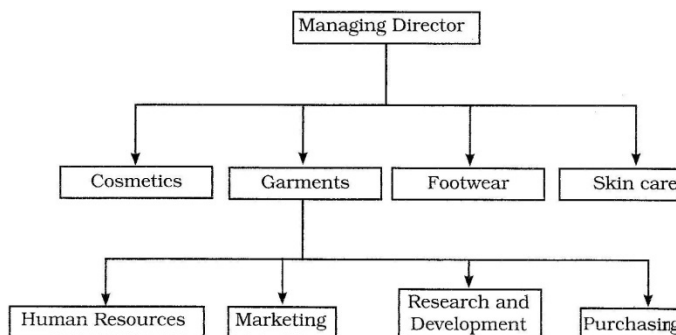 Managing Director
Cosmetics
Garments
Footwear
Skin care
Human Resources
Marketing
Research and
Development
Purchasing